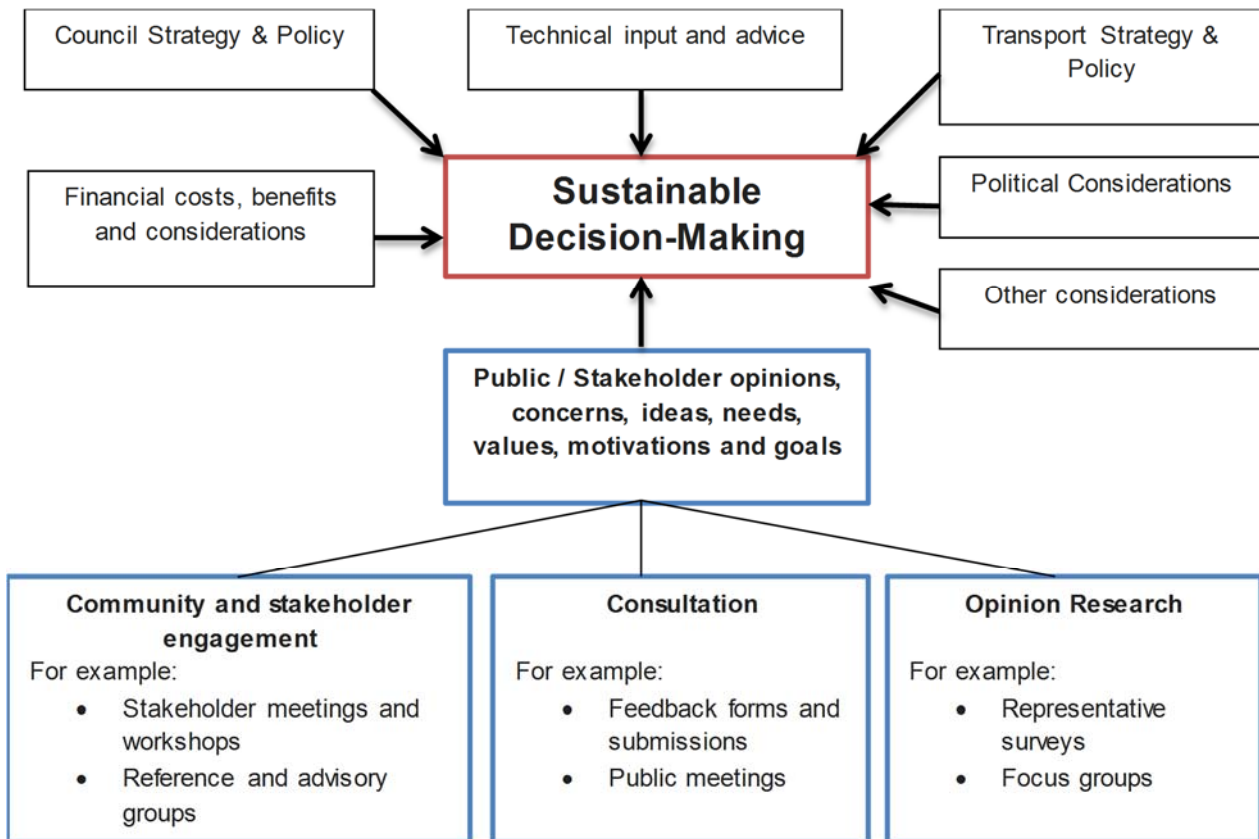 Council Strategy & Policy
Technical input and advice
Transport Strategy &
Policy
Financial costs, benefits
and considerations
Sustainable
Decision-Making
Political Considerations
Other considerations
Public / Stakeholder opinions,
concerns, ideas, needs,
values, motivations and goals
Community and stakeholder
engagement
For example:
• Stakeholder meetings and
workshops
• Reference and advisory
groups
Consultation
For example:
• Feedback forms and
submissions
• Public meetings
Opinion Research
For example:
• Representative
surveys
• Focus groups